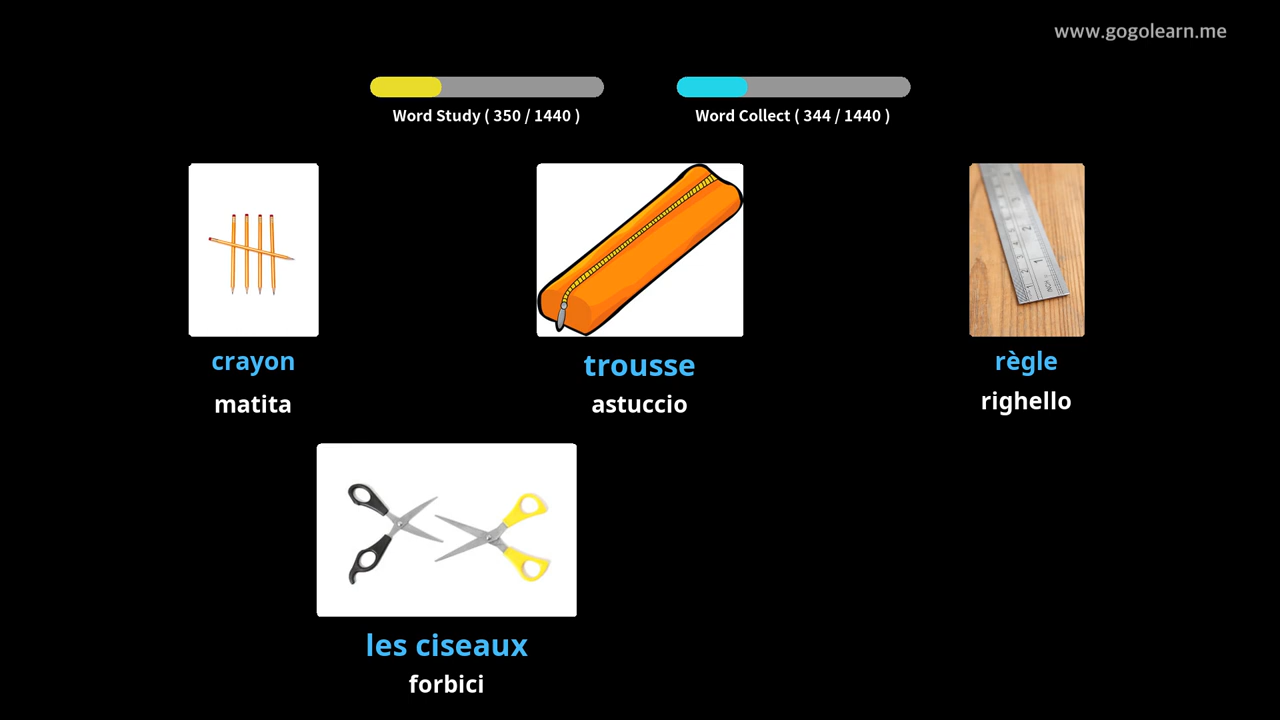 www.gogolearn.me
Word Study ( 350 / 1440 )
Word Collect ( 344 / 1440 )
crayon
matita
trousse
astuccio
règle
righello
les ciseaux
forbici